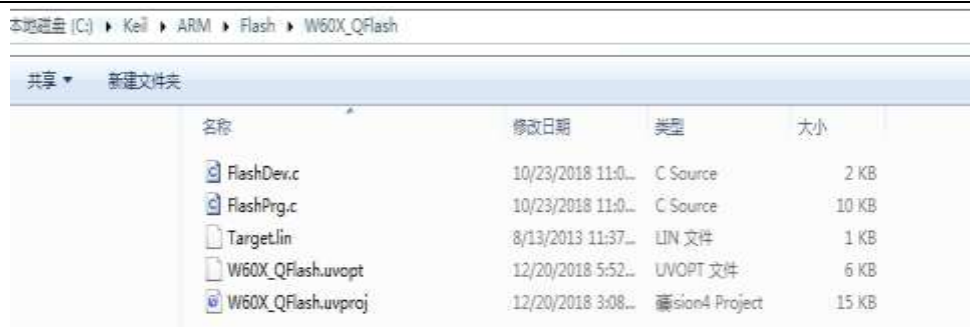 本地磁盘 (C:) ▸ Keil ▸ ARM ▸ Flash ▸ W60X_QFlash
共享 ▾ 新建文件夹
名称 修改日期 类型 大小
FlashDev.c 10/23/2018 11:0... C Source 2 KB
FlashPrg.c 10/23/2018 11:0... C Source 10 KB
Target.lin 8/13/2013 11:37... LIN 文件 1 KB
W60X_QFlash.uvopt 12/20/2018 5:52... UVOPT 文件 6 KB
W60X_QFlash.uvproj 12/20/2018 3:08... ision4 Project 15 KB